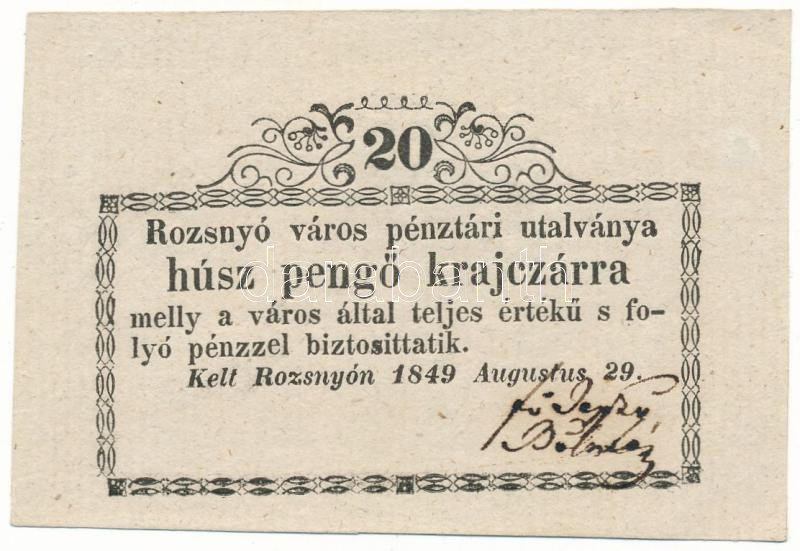 20
Rozsnyó város pénztári utalványa
húsz pengő krajczárra
melly a város által teljes értékű s fo-
lyó pénzzel biztosittatik.
Kelt Rozsnyón 1849 Augustus 29.
darabanth